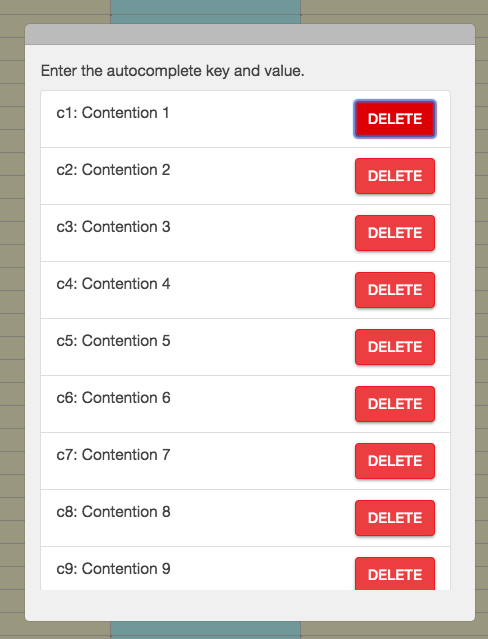 Enter the autocomplete key and value.
c1: Contention 1 DELETE
c2: Contention 2 DELETE
c3: Contention 3 DELETE
c4: Contention 4 DELETE
c5: Contention 5 DELETE
c6: Contention 6 DELETE
c7: Contention 7 DELETE
c8: Contention 8 DELETE
c9: Contention 9 DELETE